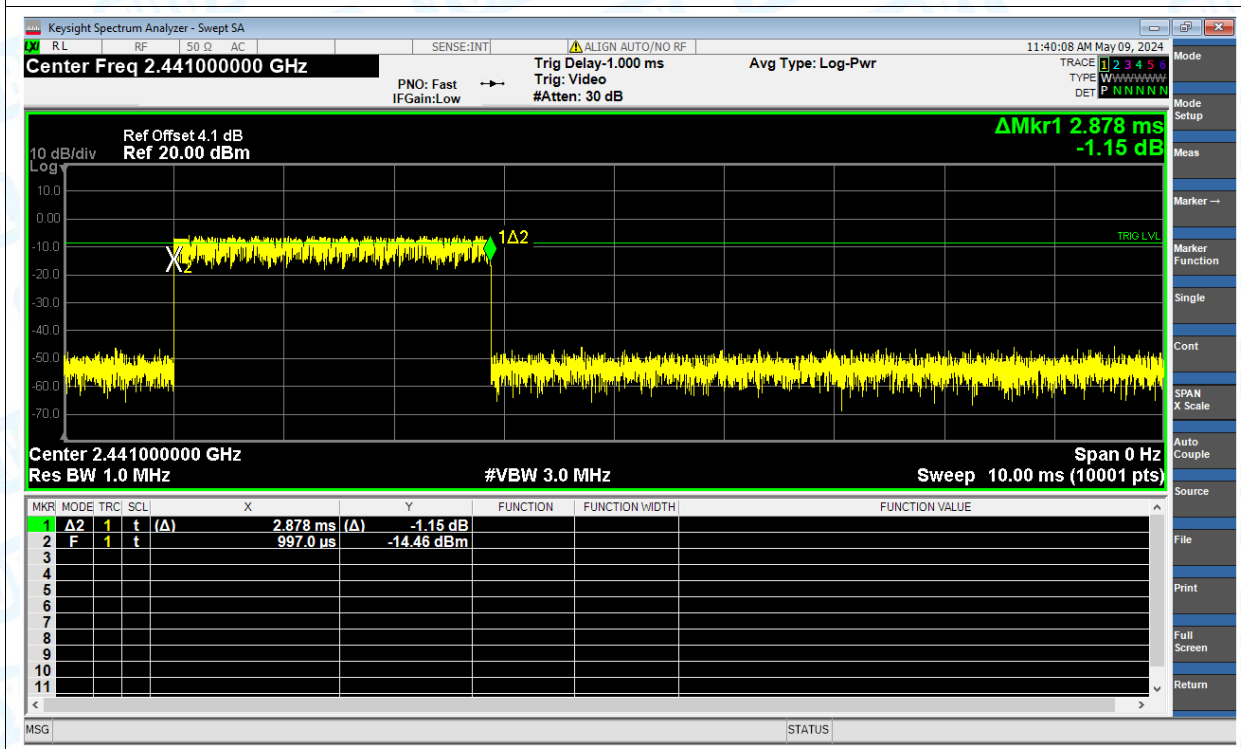 Keysight Spectrum Analyzer - Swept SA
LXI RL RF 50 Ω AC SENSE:INT ALIGN AUTO/NO RF 11:40:08 AM May 09, 2024
Center Freq 2.441000000 GHz
PNO: Fast
IFGain:Low
Trig Delay-1.000 ms
Trig: Video
#Atten: 30 dB
Avg Type: Log-Pwr
TRACE 1 2 3 4 5 6
TYPE WWWWWW
DET P N N N N N
ΔMkr1 2.878 ms
-1.15 dB
Ref Offset 4.1 dB
10 dB/div Ref 20.00 dBm
Log
10.0
0.00
-10.0
-20.0
-30.0
-40.0
-50.0
-60.0
-70.0
X2
1Δ2
TRIG LVL
Center 2.441000000 GHz Span 0 Hz
Res BW 1.0 MHz #VBW 3.0 MHz Sweep 10.00 ms (10001 pts)
MKR MODE TRC SCL X Y FUNCTION FUNCTION WIDTH FUNCTION VALUE
1 Δ2 1 t (Δ) 2.878 ms (Δ) -1.15 dB
2 F 1 t 997.0 µs -14.46 dBm
3
4
5
6
7
8
9
10
11
MSG STATUS
Mode
Mode
Setup
Meas
Marker →
Marker
Function
Single
Cont
SPAN
X Scale
Auto
Couple
Source
File
Print
Full
Screen
Return